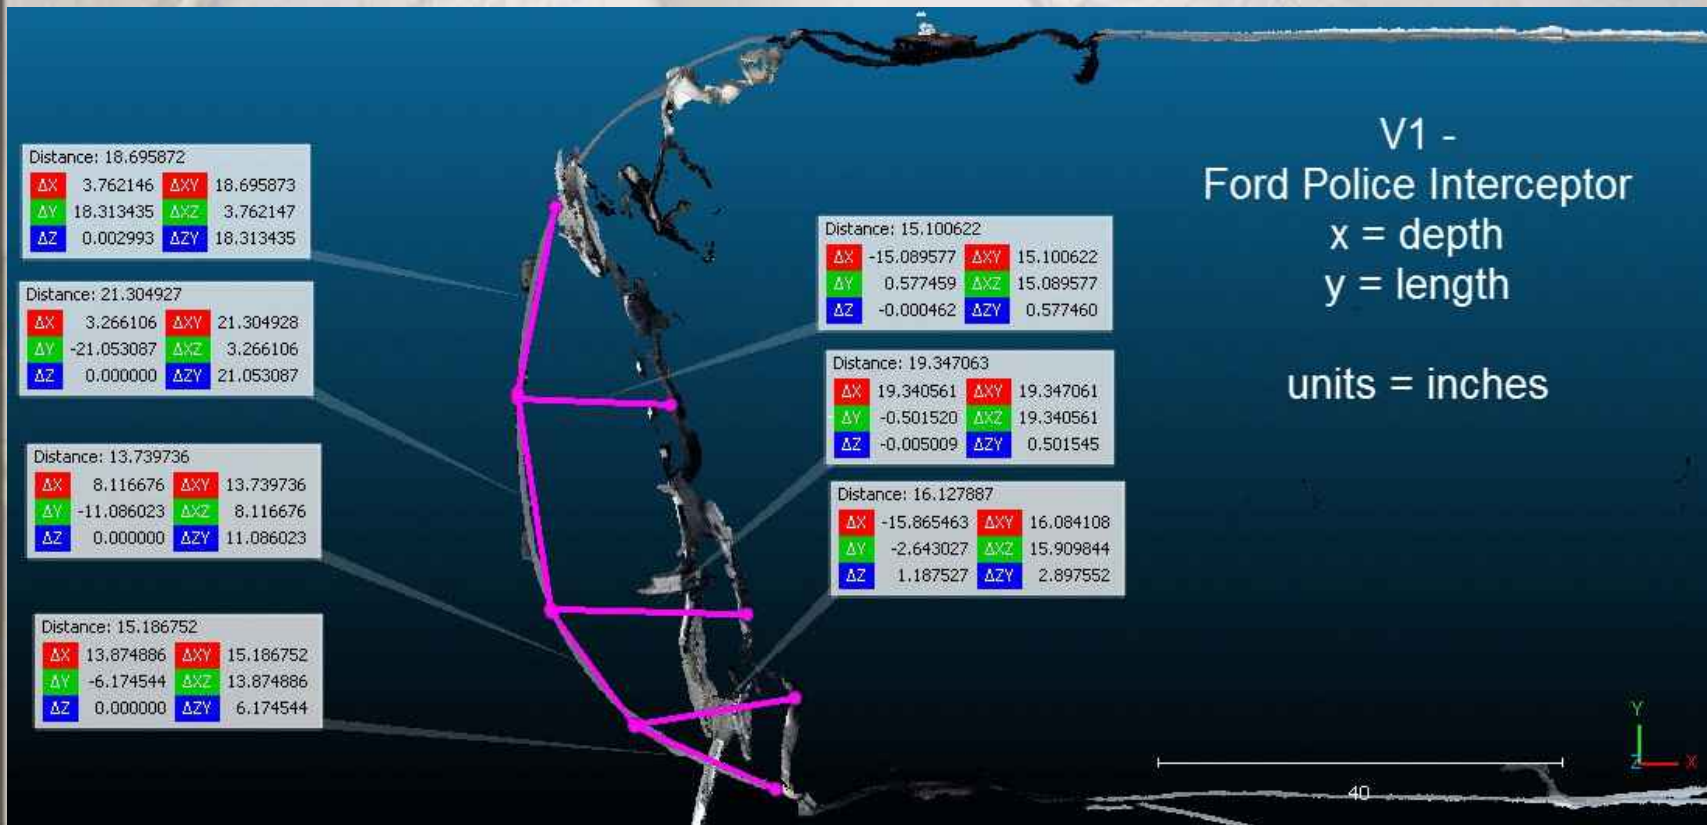 Distance: 18.695872
ΔX 3.762146 ΔXY 18.695873
ΔY 18.313435 ΔXZ 3.762147
ΔZ 0.002993 ΔZY 18.313435
Distance: 21.304927
ΔX 3.266106 ΔXY 21.304928
ΔY -21.053087 ΔXZ 3.266106
ΔZ 0.000000 ΔZY 21.053087
Distance: 13.739736
ΔX 8.116676 ΔXY 13.739736
ΔY -11.086023 ΔXZ 8.116676
ΔZ 0.000000 ΔZY 11.086023
Distance: 15.186752
ΔX 13.874886 ΔXY 15.186752
ΔY -6.174544 ΔXZ 13.874886
ΔZ 0.000000 ΔZY 6.174544
Distance: 15.100622
ΔX -15.089577 ΔXY 15.100622
ΔY 0.577459 ΔXZ 15.089577
ΔZ -0.000462 ΔZY 0.577460
Distance: 19.347063
ΔX 19.340561 ΔXY 19.347061
ΔY -0.501520 ΔXZ 19.340561
ΔZ -0.005009 ΔZY 0.501545
Distance: 16.127887
ΔX -15.865463 ΔXY 16.084108
ΔY -2.643027 ΔXZ 15.909844
ΔZ 1.187527 ΔZY 2.897552
V1 -
Ford Police Interceptor
x = depth
y = length
units = inches
Y
Z X
40